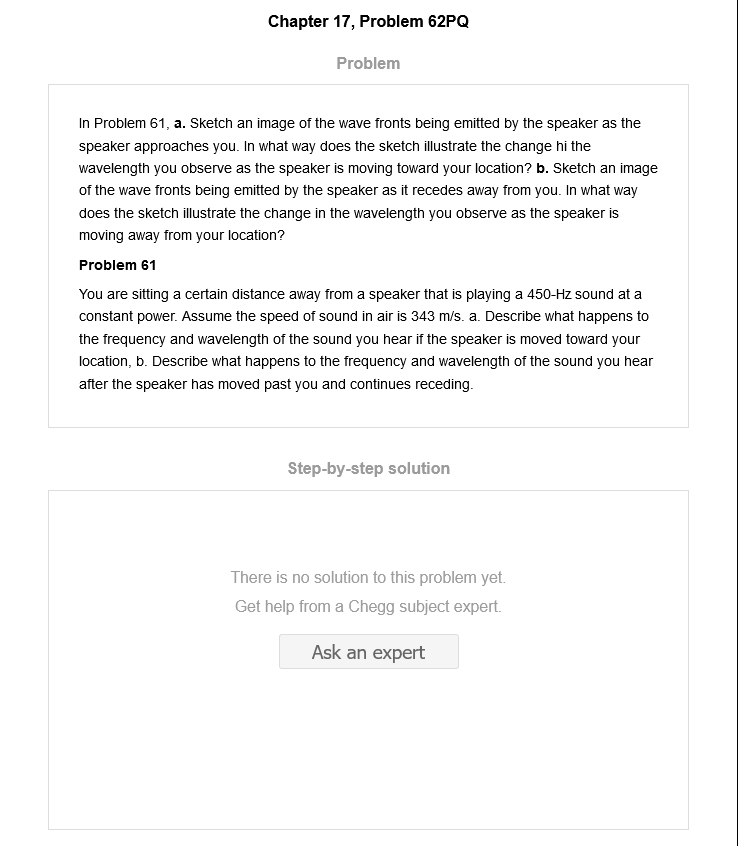 Chapter 17, Problem 62PQ
Problem
In Problem 61, a. Sketch an image of the wave fronts being emitted by the speaker as the
speaker approaches you. In what way does the sketch illustrate the change hi the
wavelength you observe as the speaker is moving toward your location? b. Sketch an image
of the wave fronts being emitted by the speaker as it recedes away from you. In what way
does the sketch illustrate the change in the wavelength you observe as the speaker is
moving away from your location?
Problem 61
You are sitting a certain distance away from a speaker that is playing a 450-Hz sound at a
constant power. Assume the speed of sound in air is 343 m/s. a. Describe what happens to
the frequency and wavelength of the sound you hear if the speaker is moved toward your
location, b. Describe what happens to the frequency and wavelength of the sound you hear
after the speaker has moved past you and continues receding.
Step-by-step solution
There is no solution to this problem yet.
Get help from a Chegg subject expert.
Ask an expert